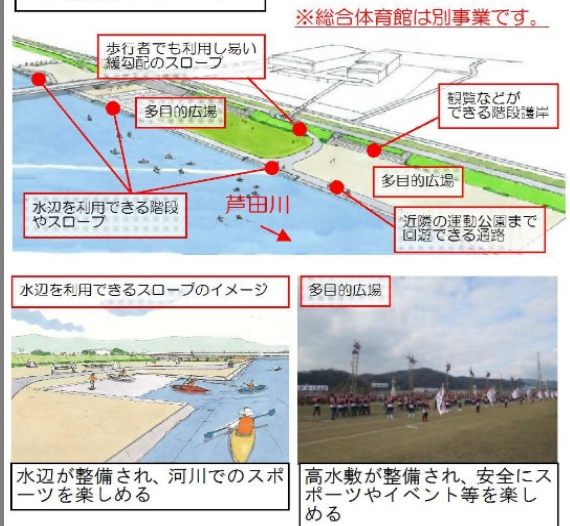 ※総合体育館は別事業です。
歩行者でも利用し易い
緩勾配のスロープ
多目的広場
観覧などが
できる階段護岸
多目的広場
水辺を利用できる階段
やスロープ
芦田川
近隣の運動公園まで
回遊できる通路
水辺を利用できるスロープのイメージ
多目的広場
水辺が整備され、河川でのスポ
ーツを楽しめる
高水敷が整備され、安全にス
ポーツやイベント等を楽し
める